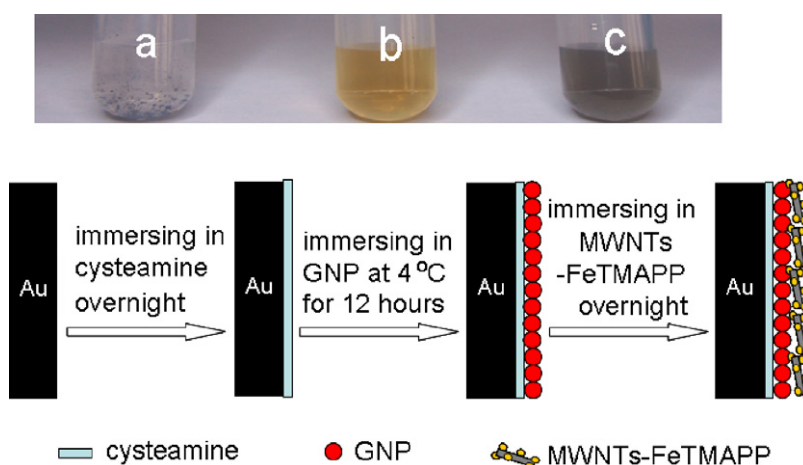 a
b
c
Au
immersing in
cysteamine
overnight
Au
immersing in
GNP at 4 °C
for 12 hours
Au
immersing in
MWNTs
-FeTMAPP
overnight
Au
cysteamine
GNP
MWNTs-FeTMAPP